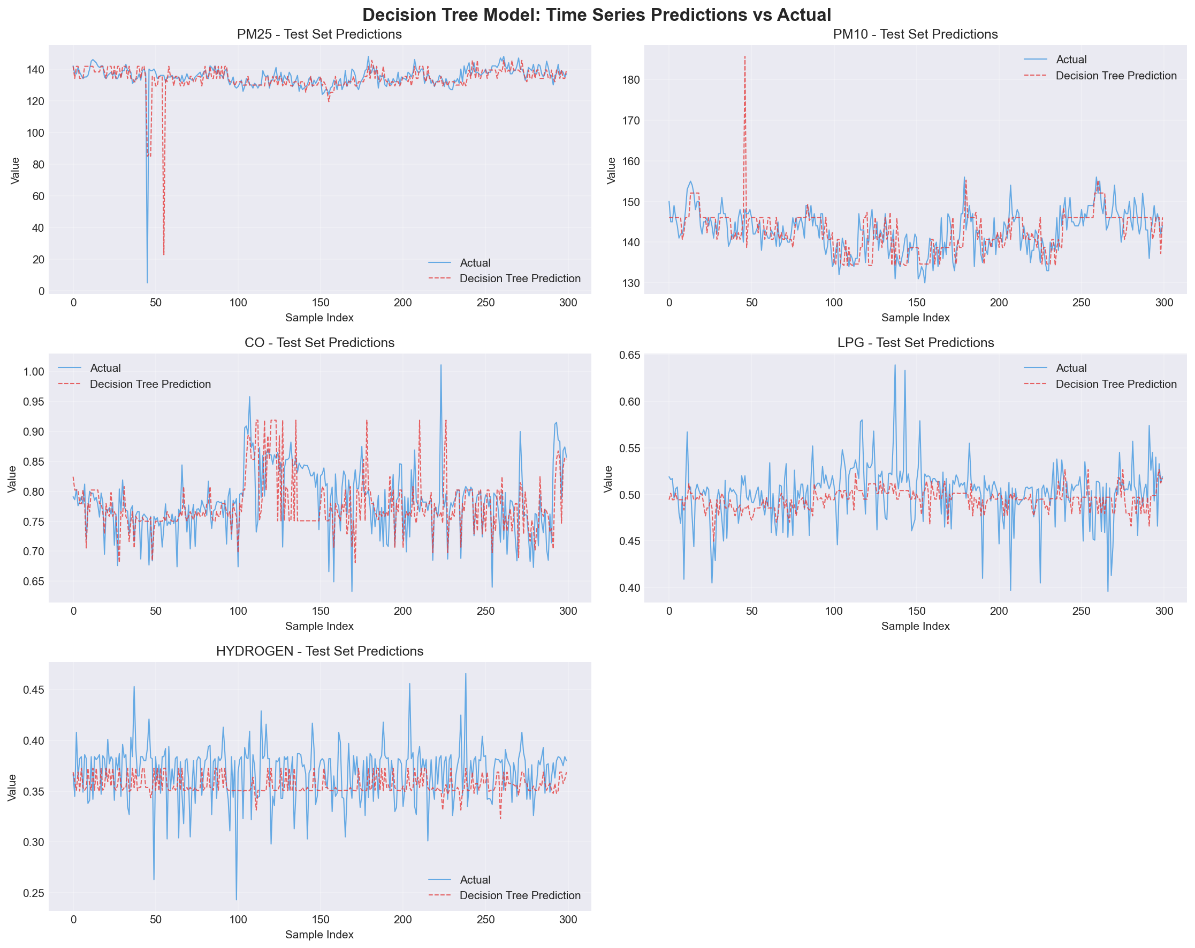 Decision Tree Model: Time Series Predictions vs Actual
PM25 - Test Set Predictions
140
120
100
80
60
40
20
0
Value
Actual
Decision Tree Prediction
0 50 100 150 200 250 300
Sample Index
PM10 - Test Set Predictions
180
170
160
150
140
130
Value
Actual
Decision Tree Prediction
0 50 100 150 200 250 300
Sample Index
CO - Test Set Predictions
1.00
0.95
0.90
0.85
0.80
0.75
0.70
0.65
Value
Actual
Decision Tree Prediction
0 50 100 150 200 250 300
Sample Index
LPG - Test Set Predictions
0.65
0.60
0.55
0.50
0.45
0.40
Value
Actual
Decision Tree Prediction
0 50 100 150 200 250 300
Sample Index
HYDROGEN - Test Set Predictions
0.45
0.40
0.35
0.30
0.25
Value
Actual
Decision Tree Prediction
0 50 100 150 200 250 300
Sample Index